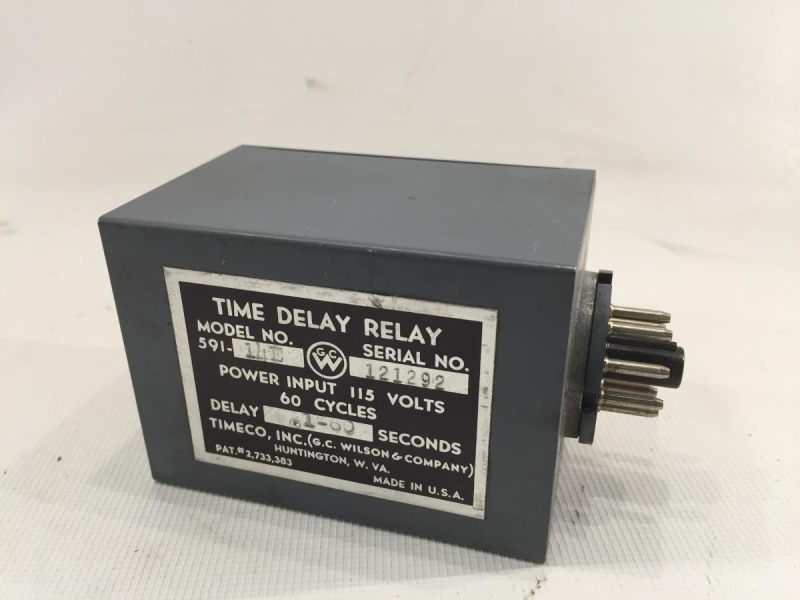 TIME DELAY RELAY
MODEL NO. SERIAL NO.
591- GCW 121292
POWER INPUT 115 VOLTS
60 CYCLES
DELAY SECONDS
TIMECO, INC. (G.C. WILSON & COMPANY)
HUNTINGTON, W. VA.
PAT.# 2,733,383
MADE IN U.S.A.